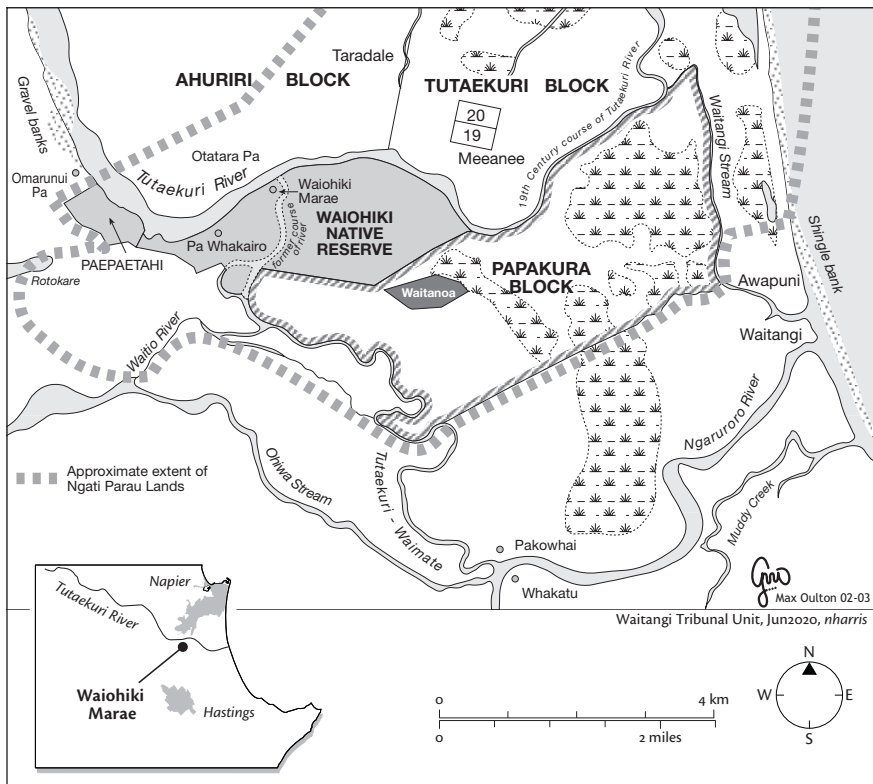 Taradale
AHURIRI BLOCK
TUTAEKURI BLOCK
20
19
Meeanee
19th Century course of Tutaekuri River
Waitangi Stream
Gravel banks
Omarunui
Pa
Tutaekuri River
Otatara Pa
Waiohiki
Marae
WAIOHIKI
NATIVE
RESERVE
former course
of river
Pa Whakairo
PAEPAETAHI
Rotokare
PAPAKURA
BLOCK
Waitanoa
Shingle bank
Awapuni
Waitangi
Waitio River
Ngaruroro River
Tutaekuri - Waimate
Ohiwa Stream
Muddy Creek
Approximate extent of
Ngati Parau Lands
Pakowhai
Whakatu
gmo
Max Oulton 02-03
Waitangi Tribunal Unit, Jun2020, nharris
Napier
Tutaekuri River
Waiohiki
Marae
Hastings
0 4 km
0 2 miles
N
W E
S